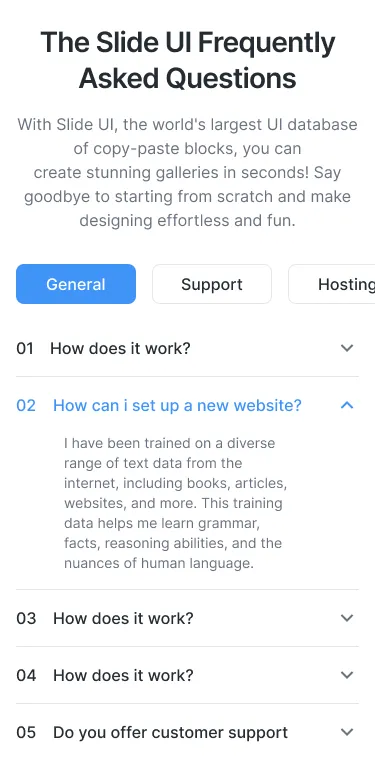 The Slide UI Frequently
Asked Questions
With Slide UI, the world's largest UI database
of copy-paste blocks, you can
create stunning galleries in seconds! Say
goodbye to starting from scratch and make
designing effortless and fun.
General Support Hosting
01 How does it work?
02 How can i set up a new website?
I have been trained on a diverse
range of text data from the
internet, including books, articles,
websites, and more. This training
data helps me learn grammar,
facts, reasoning abilities, and the
nuances of human language.
03 How does it work?
04 How does it work?
05 Do you offer customer support